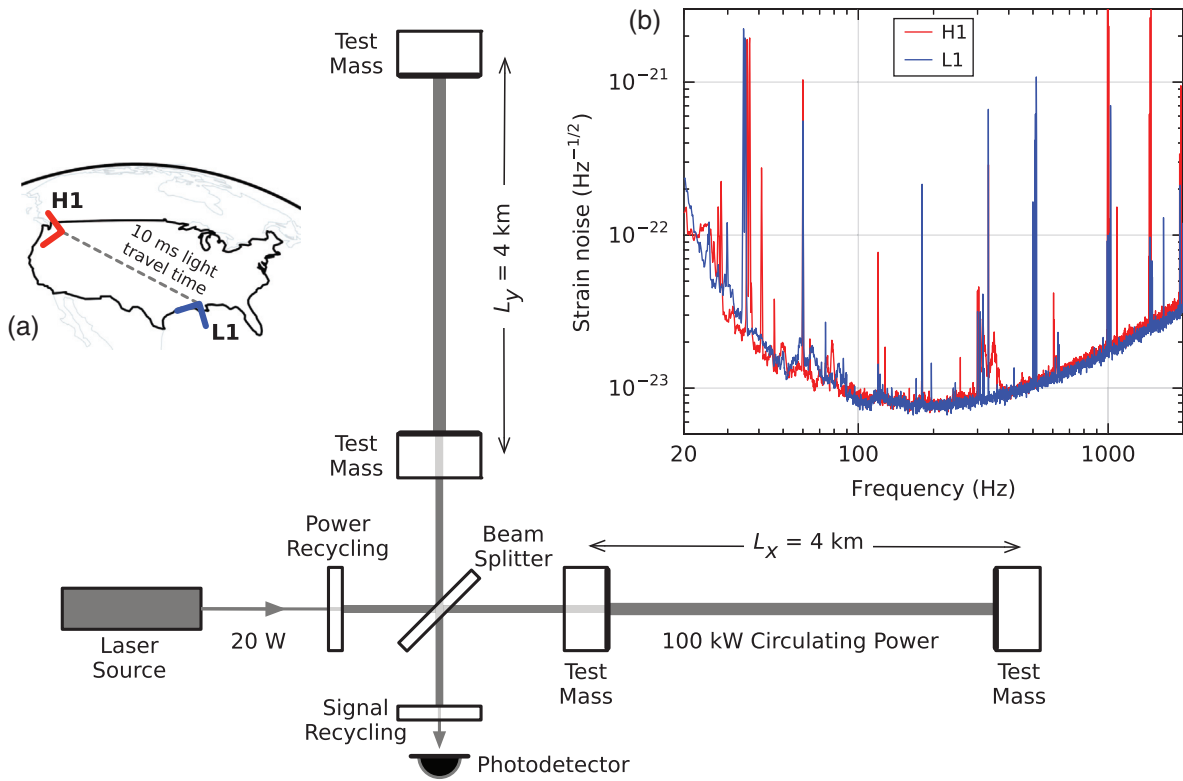 (a)
H1
10 ms light
travel time
L1
Test
Mass
L_y = 4 km
Test
Mass
(b)
H1
L1
Strain noise (Hz^{-1/2})
10^{-21}
10^{-22}
10^{-23}
20
100
1000
Frequency (Hz)
Power
Recycling
Beam
Splitter
L_x = 4 km
Laser
Source
20 W
100 kW Circulating Power
Test
Mass
Test
Mass
Signal
Recycling
Photodetector